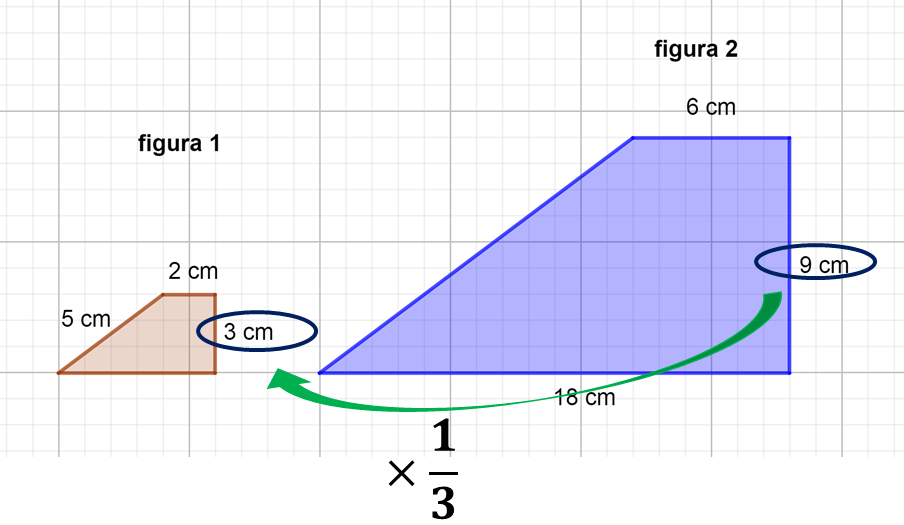 figura 2
6 cm
figura 1
2 cm
5 cm
3 cm
9 cm
18 cm
× 1/3